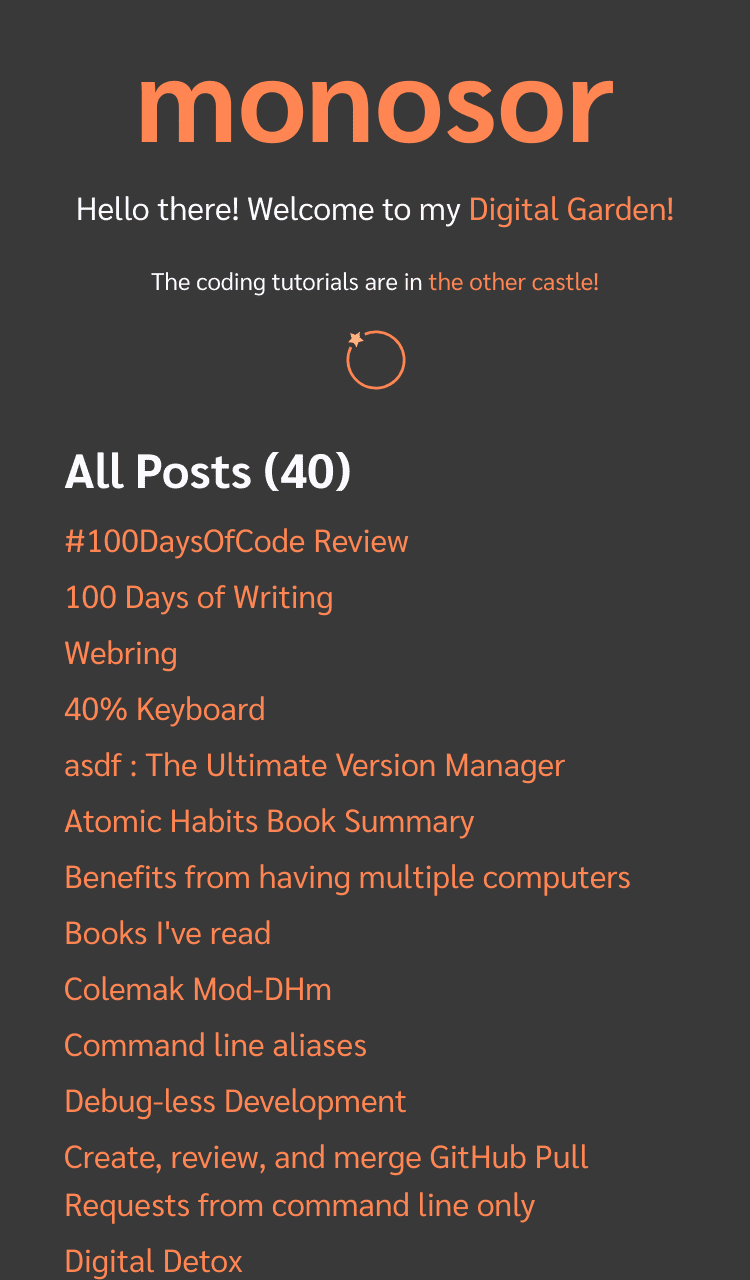 monosor
Hello there! Welcome to my Digital Garden!
The coding tutorials are in the other castle!
All Posts (40)
#100DaysOfCode Review
100 Days of Writing
Webring
40% Keyboard
asdf : The Ultimate Version Manager
Atomic Habits Book Summary
Benefits from having multiple computers
Books I've read
Colemak Mod-DHm
Command line aliases
Debug-less Development
Create, review, and merge GitHub Pull
Requests from command line only
Digital Detox